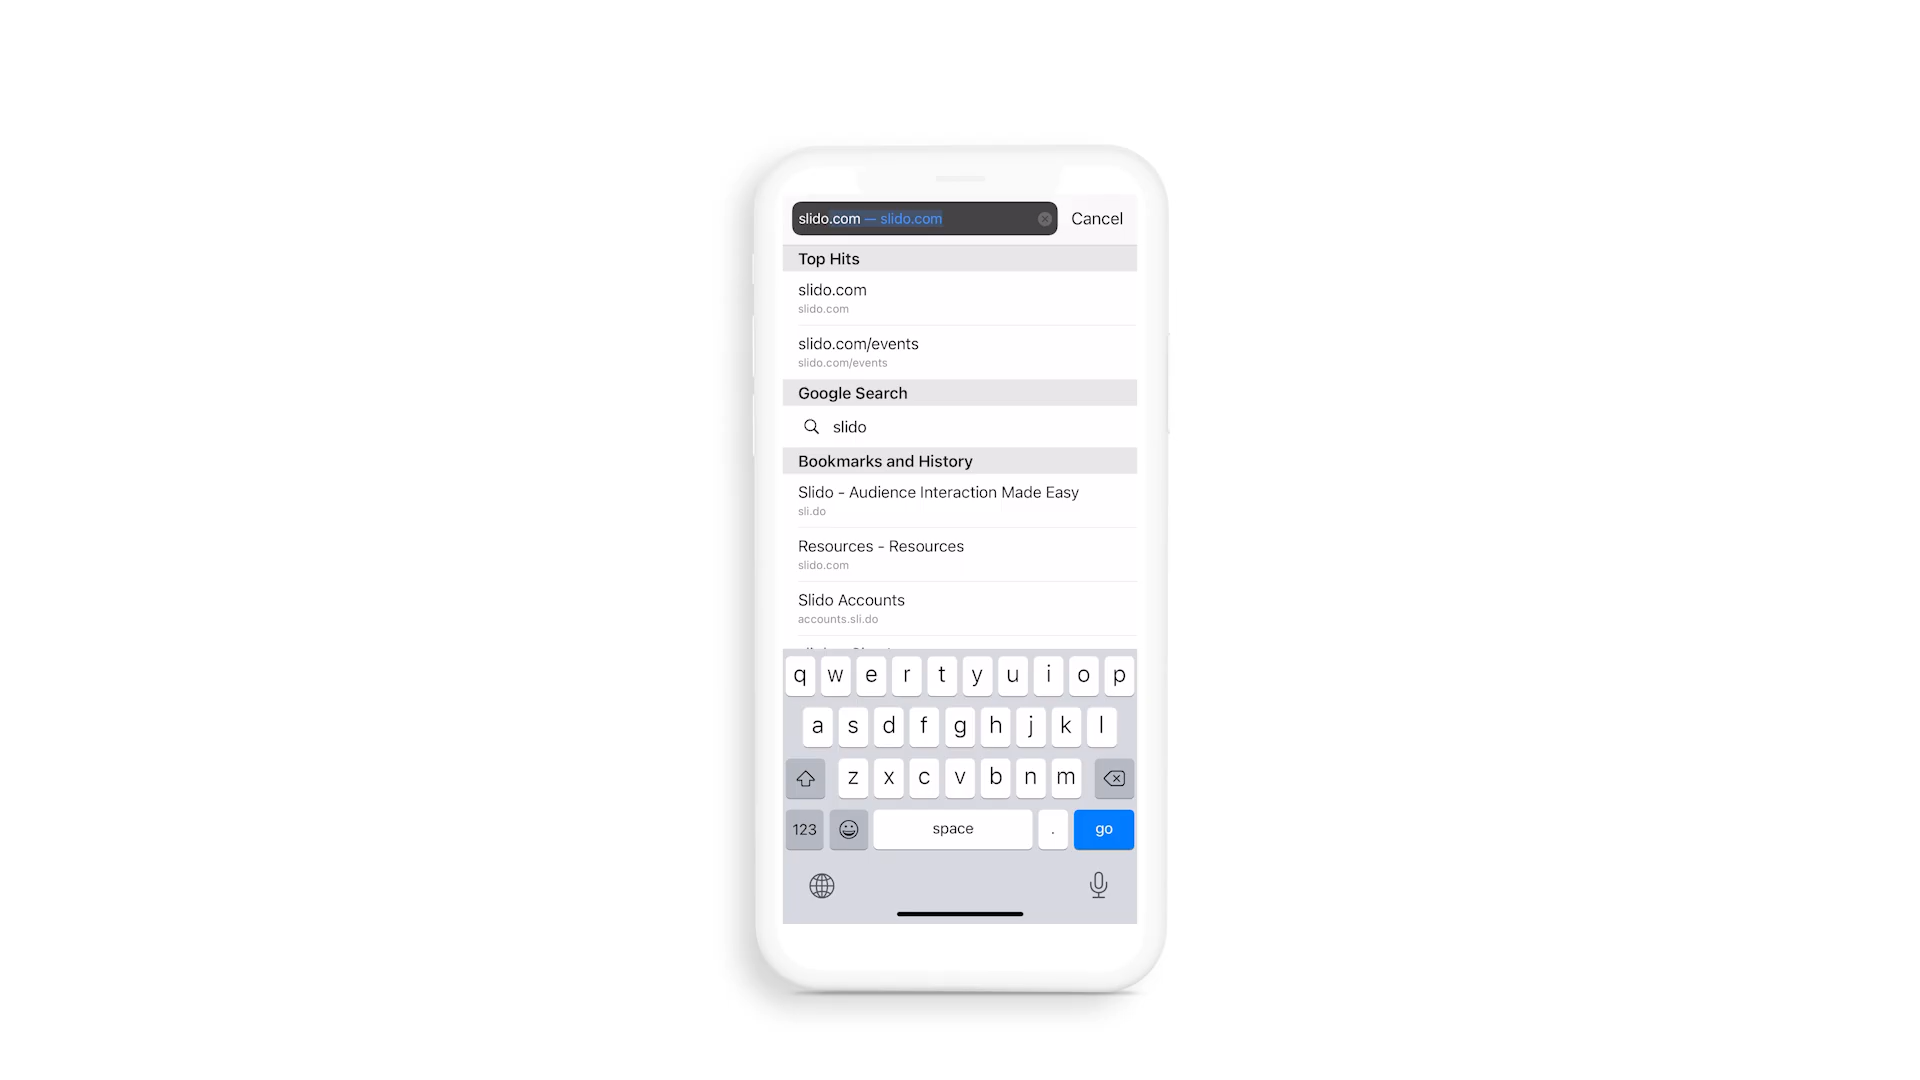 slido.com — slido.com
Cancel
Top Hits
slido.com
slido.com
slido.com/events
slido.com/events
Google Search
slido
Bookmarks and History
Slido - Audience Interaction Made Easy
sli.do
Resources - Resources
slido.com
Slido Accounts
accounts.sli.do
q w e r t y u i o p
a s d f g h j k l
z x c v b n m
123 space . go